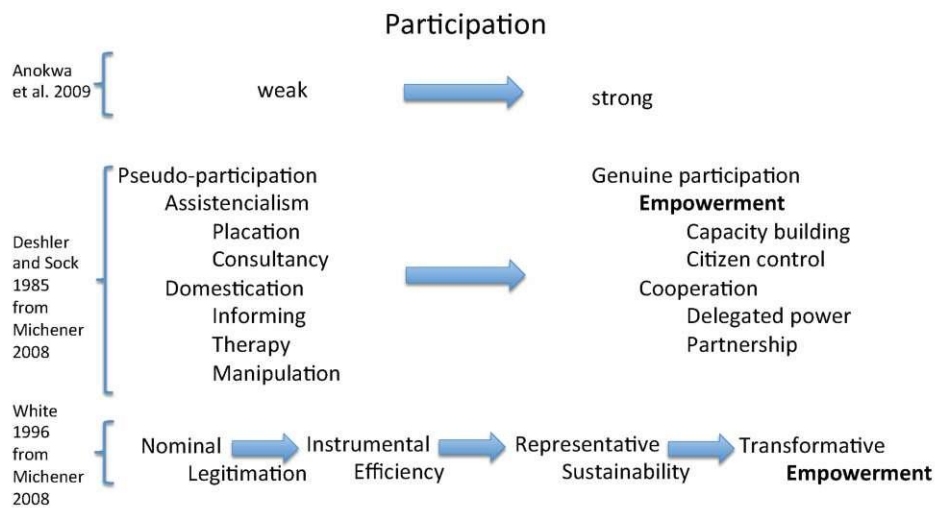 Participation
Anokwa
et al. 2009
weak
strong
Deshler
and Sock
1985
from
Michener
2008
Pseudo-participation
Assistencialism
Placation
Consultancy
Domestication
Informing
Therapy
Manipulation
Genuine participation
Empowerment
Capacity building
Citizen control
Cooperation
Delegated power
Partnership
White
1996
from
Michener
2008
Nominal
Legitimation
Instrumental
Efficiency
Representative
Sustainability
Transformative
Empowerment